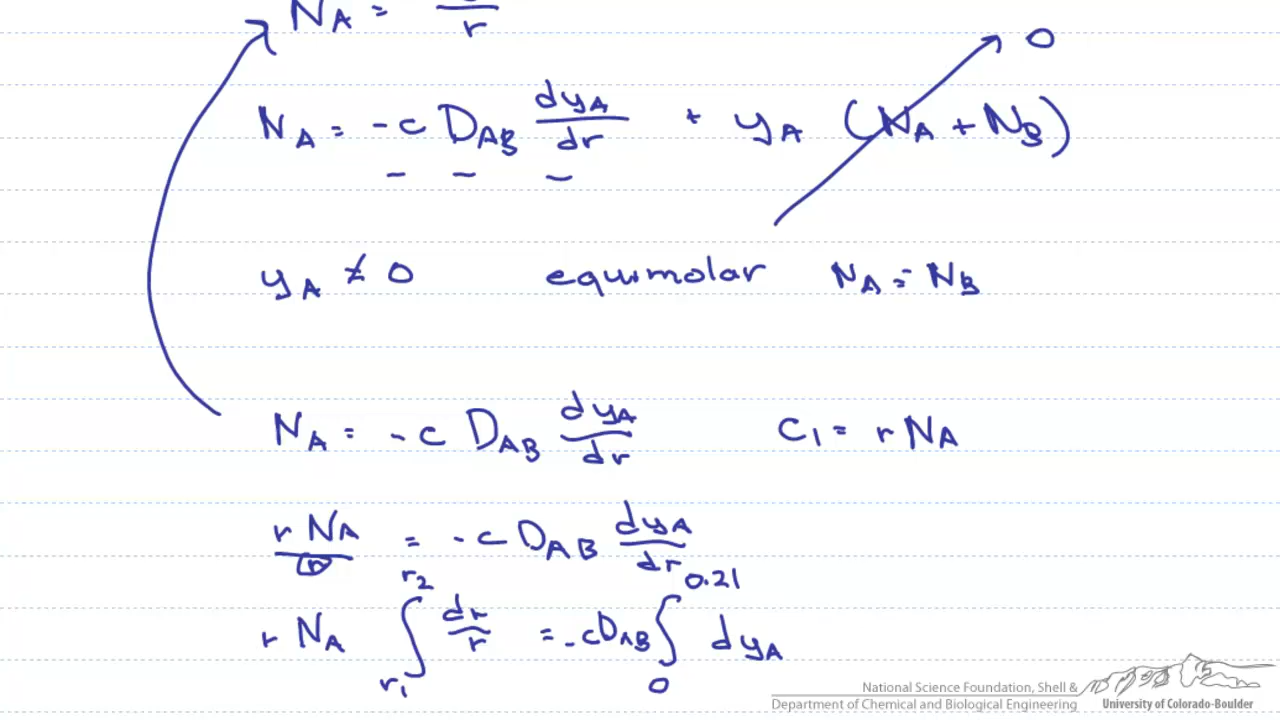 N_A = /r
N_A = -c D_AB dy_A/dr + y_A (N_A + N_B) → 0
y_A ≠ 0 equimolar N_A = - N_B
N_A = -c D_AB dy_A/dr C_1 = r N_A
r N_A/r = -c D_AB dy_A/dr
r N_A ∫_{r_1}^{r_2} dr/r = -c D_AB ∫_0^{0.21} dy_A
National Science Foundation, Shell &
Department of Chemical and Biological Engineering
University of Colorado-Boulder